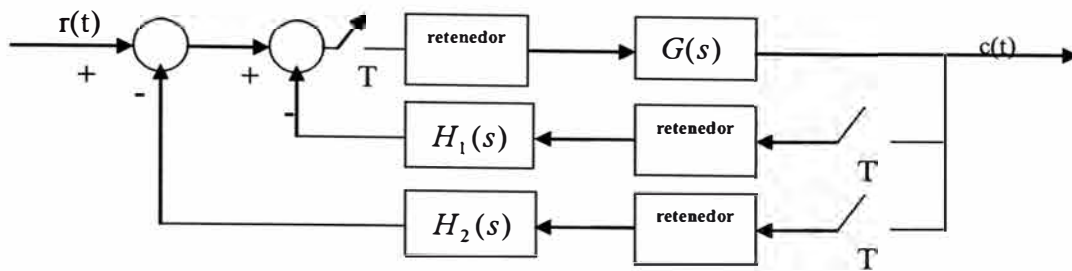 r(t)
+
-
+
-
T
retenedor
G(s)
c(t)
H₁(s)
retenedor
T
H₂(s)
retenedor
T